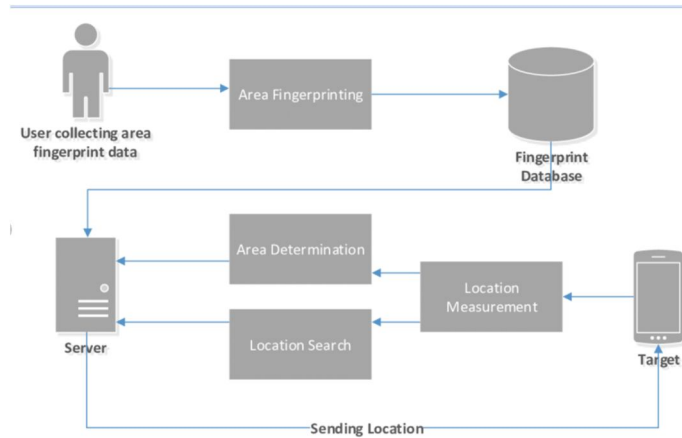 Area Fingerprinting
User collecting area
fingerprint data
Fingerprint
Database
Area Determination
Location
Measurement
Location Search
Server
Target
Sending Location